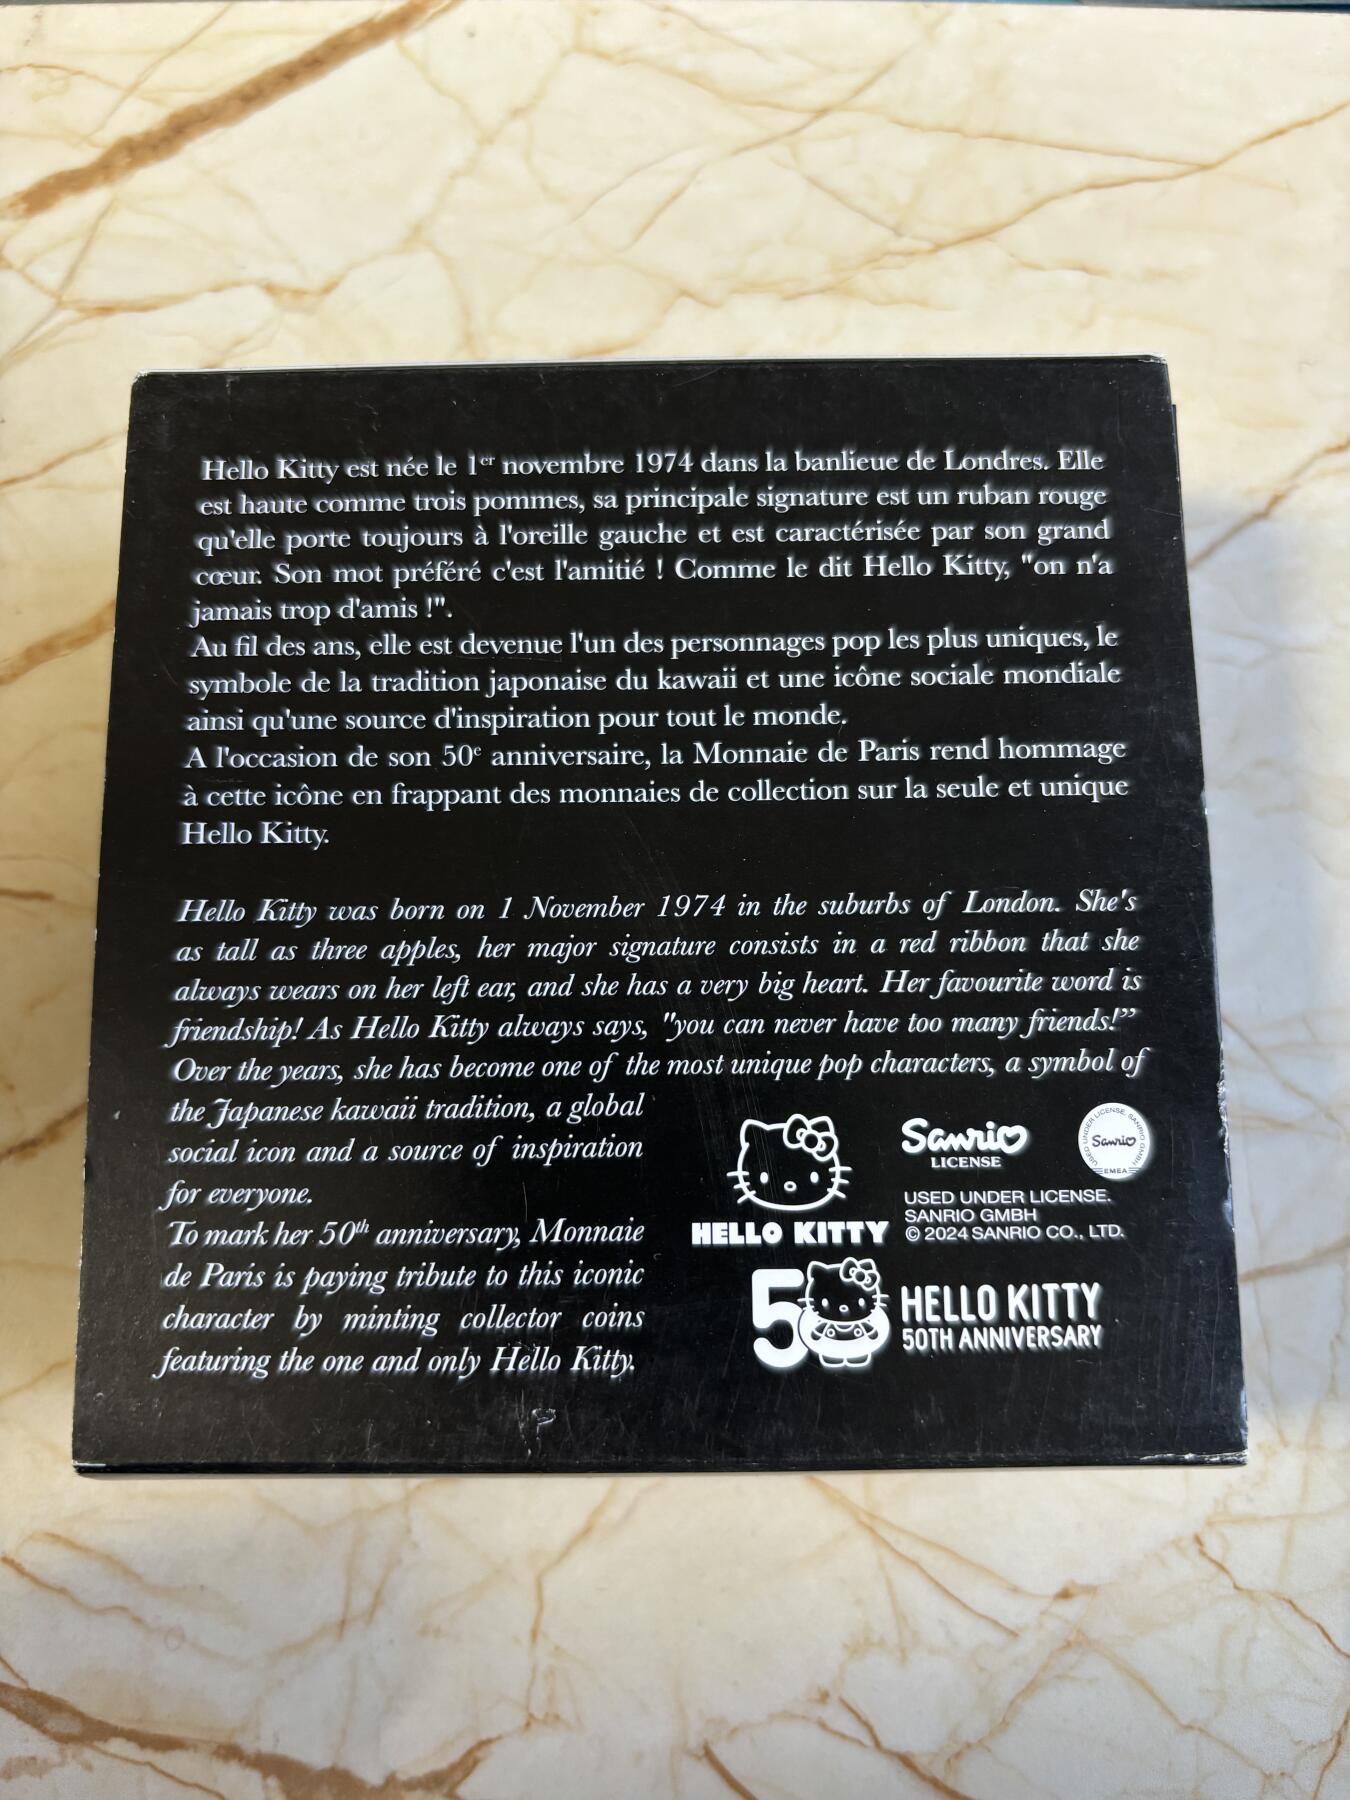 Hello Kitty est née le 1er novembre 1974 dans la banlieue de Londres. Elle
est haute comme trois pommes, sa principale signature est un ruban rouge
qu'elle porte toujours à l'oreille gauche et est caractérisée par son grand
cœur. Son mot préféré c'est l'amitié ! Comme le dit Hello Kitty, "on n'a
jamais trop d'amis !".
Au fil des ans, elle est devenue l'un des personnages pop les plus uniques, le
symbole de la tradition japonaise du kawaii et une icône sociale mondiale
ainsi qu'une source d'inspiration pour tout le monde.
A l'occasion de son 50e anniversaire, la Monnaie de Paris rend hommage
à cette icône en frappant des monnaies de collection sur la seule et unique
Hello Kitty.
Hello Kitty was born on 1 November 1974 in the suburbs of London. She's
as tall as three apples, her major signature consists in a red ribbon that she
always wears on her left ear, and she has a very big heart. Her favourite word is
friendship! As Hello Kitty always says, "you can never have too many friends!”
Over the years, she has become one of the most unique pop characters, a symbol of
the Japanese kawaii tradition, a global
social icon and a source of inspiration
for everyone.
To mark her 50th anniversary, Monnaie
de Paris is paying tribute to this iconic
character by minting collector coins
featuring the one and only Hello Kitty.
HELLO KITTY
Sanrio
LICENSE
USED UNDER LICENSE.
SANRIO GMBH
© 2024 SANRIO CO., LTD.
USED UNDER LICENSE. SANRIO GMBH
Sanrio
EMEA
50
HELLO KITTY
50TH ANNIVERSARY